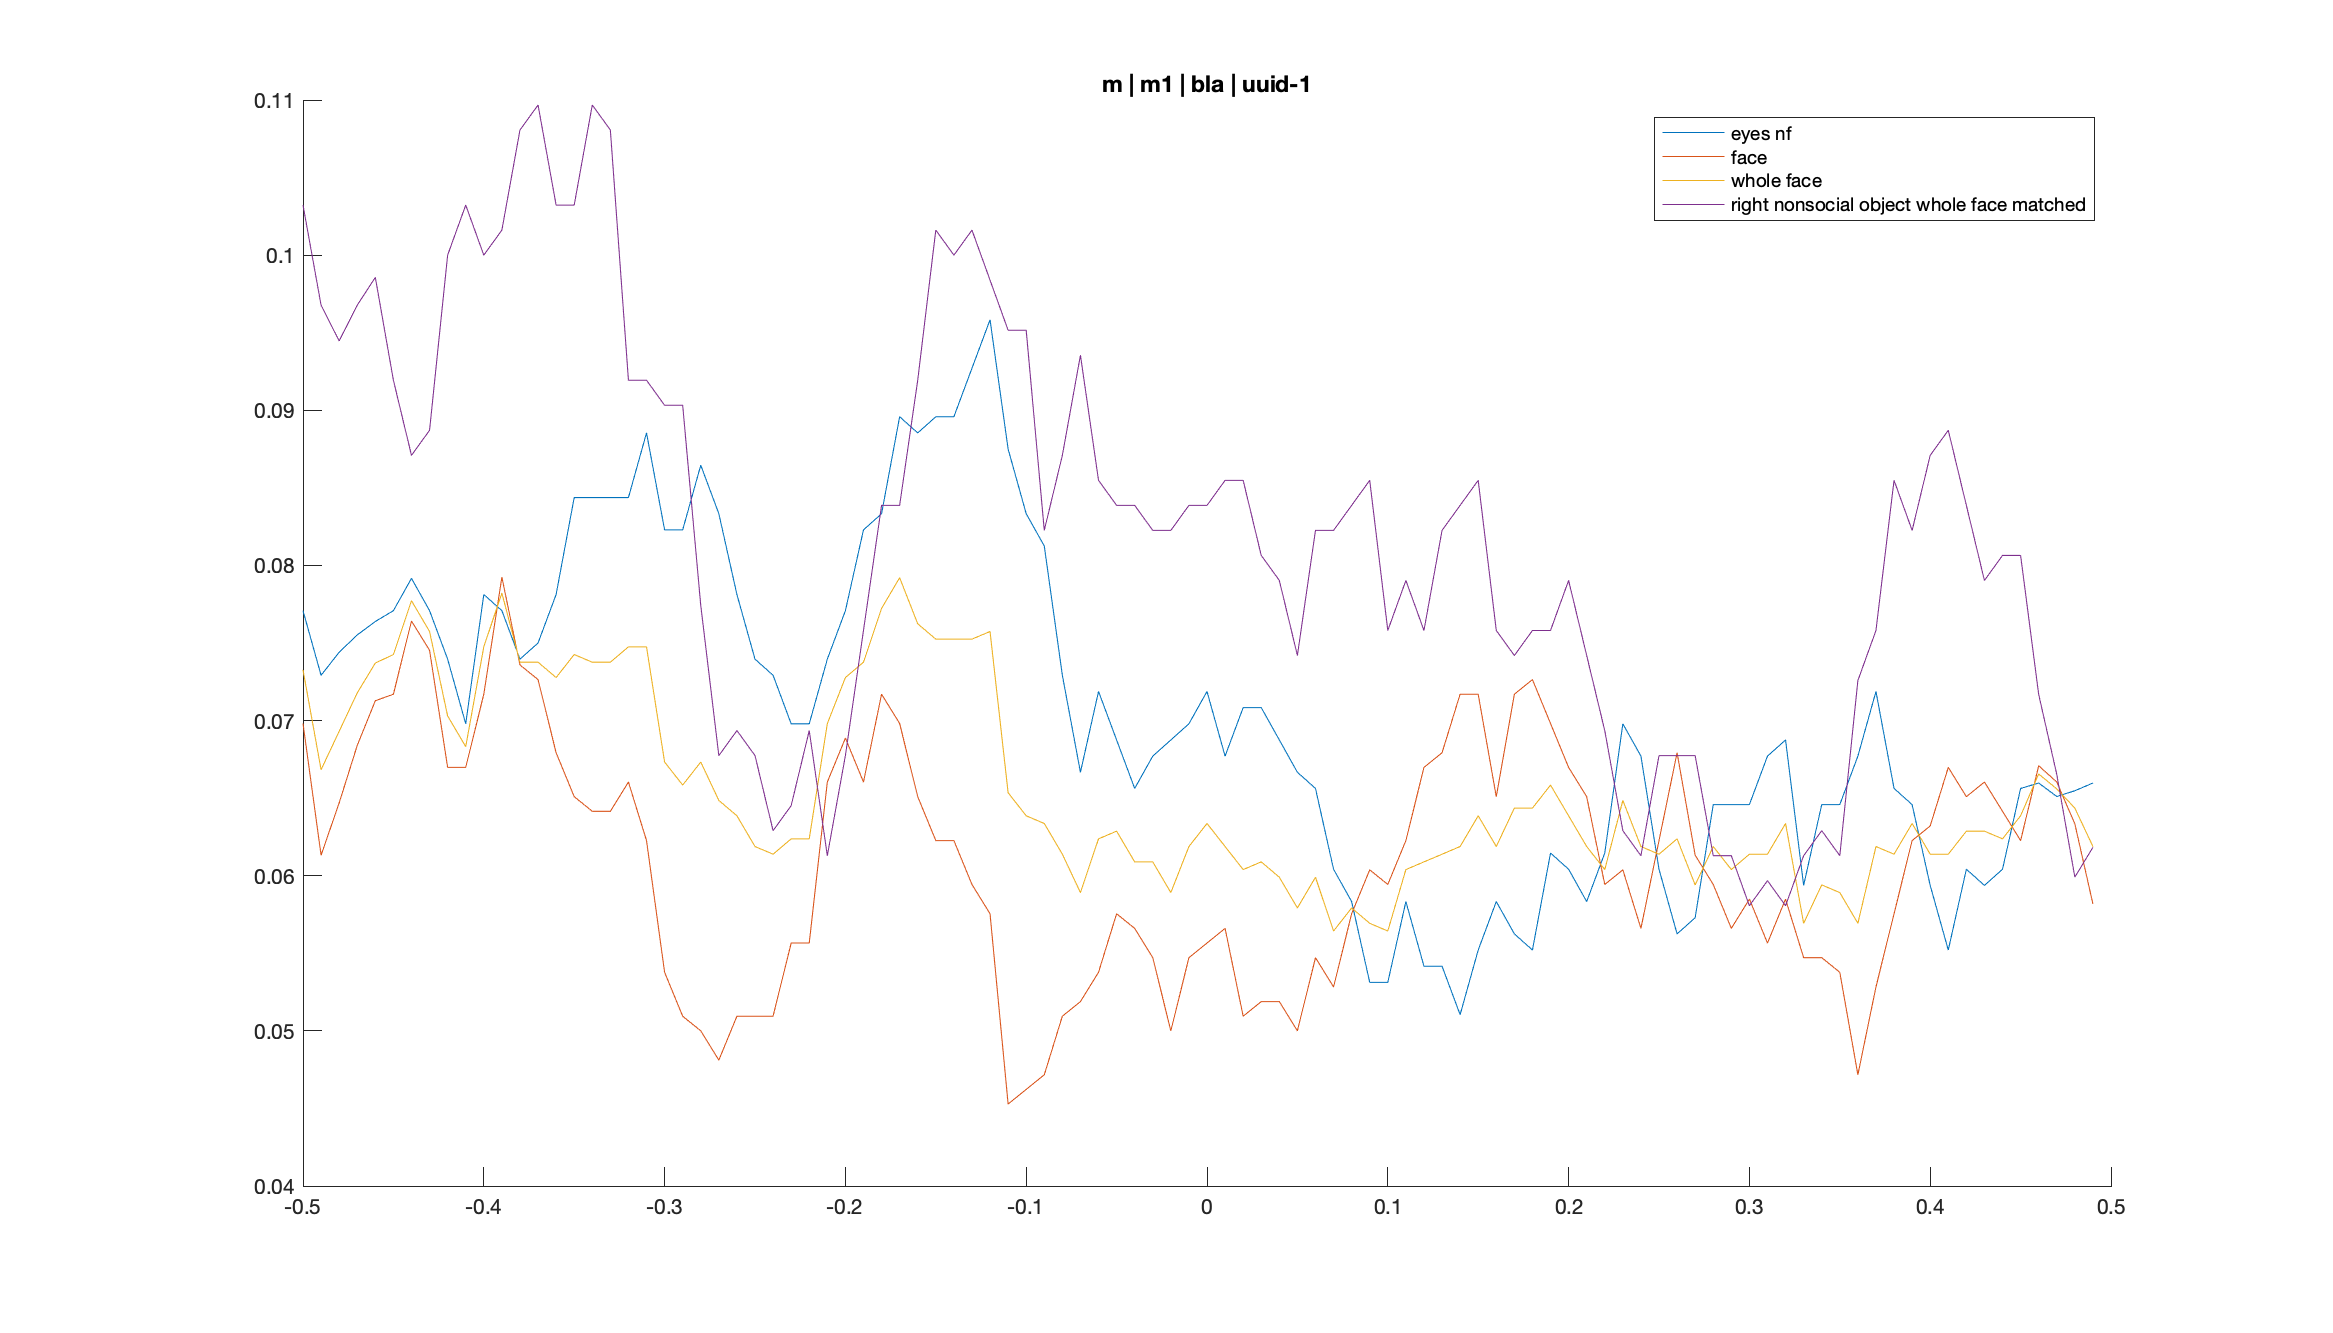 m | m1 | bla | uuid-1
0.11
0.1
0.09
0.08
0.07
0.06
0.05
0.04
eyes nf
face
whole face
right nonsocial object whole face matched
-0.5 -0.4 -0.3 -0.2 -0.1 0 0.1 0.2 0.3 0.4 0.5